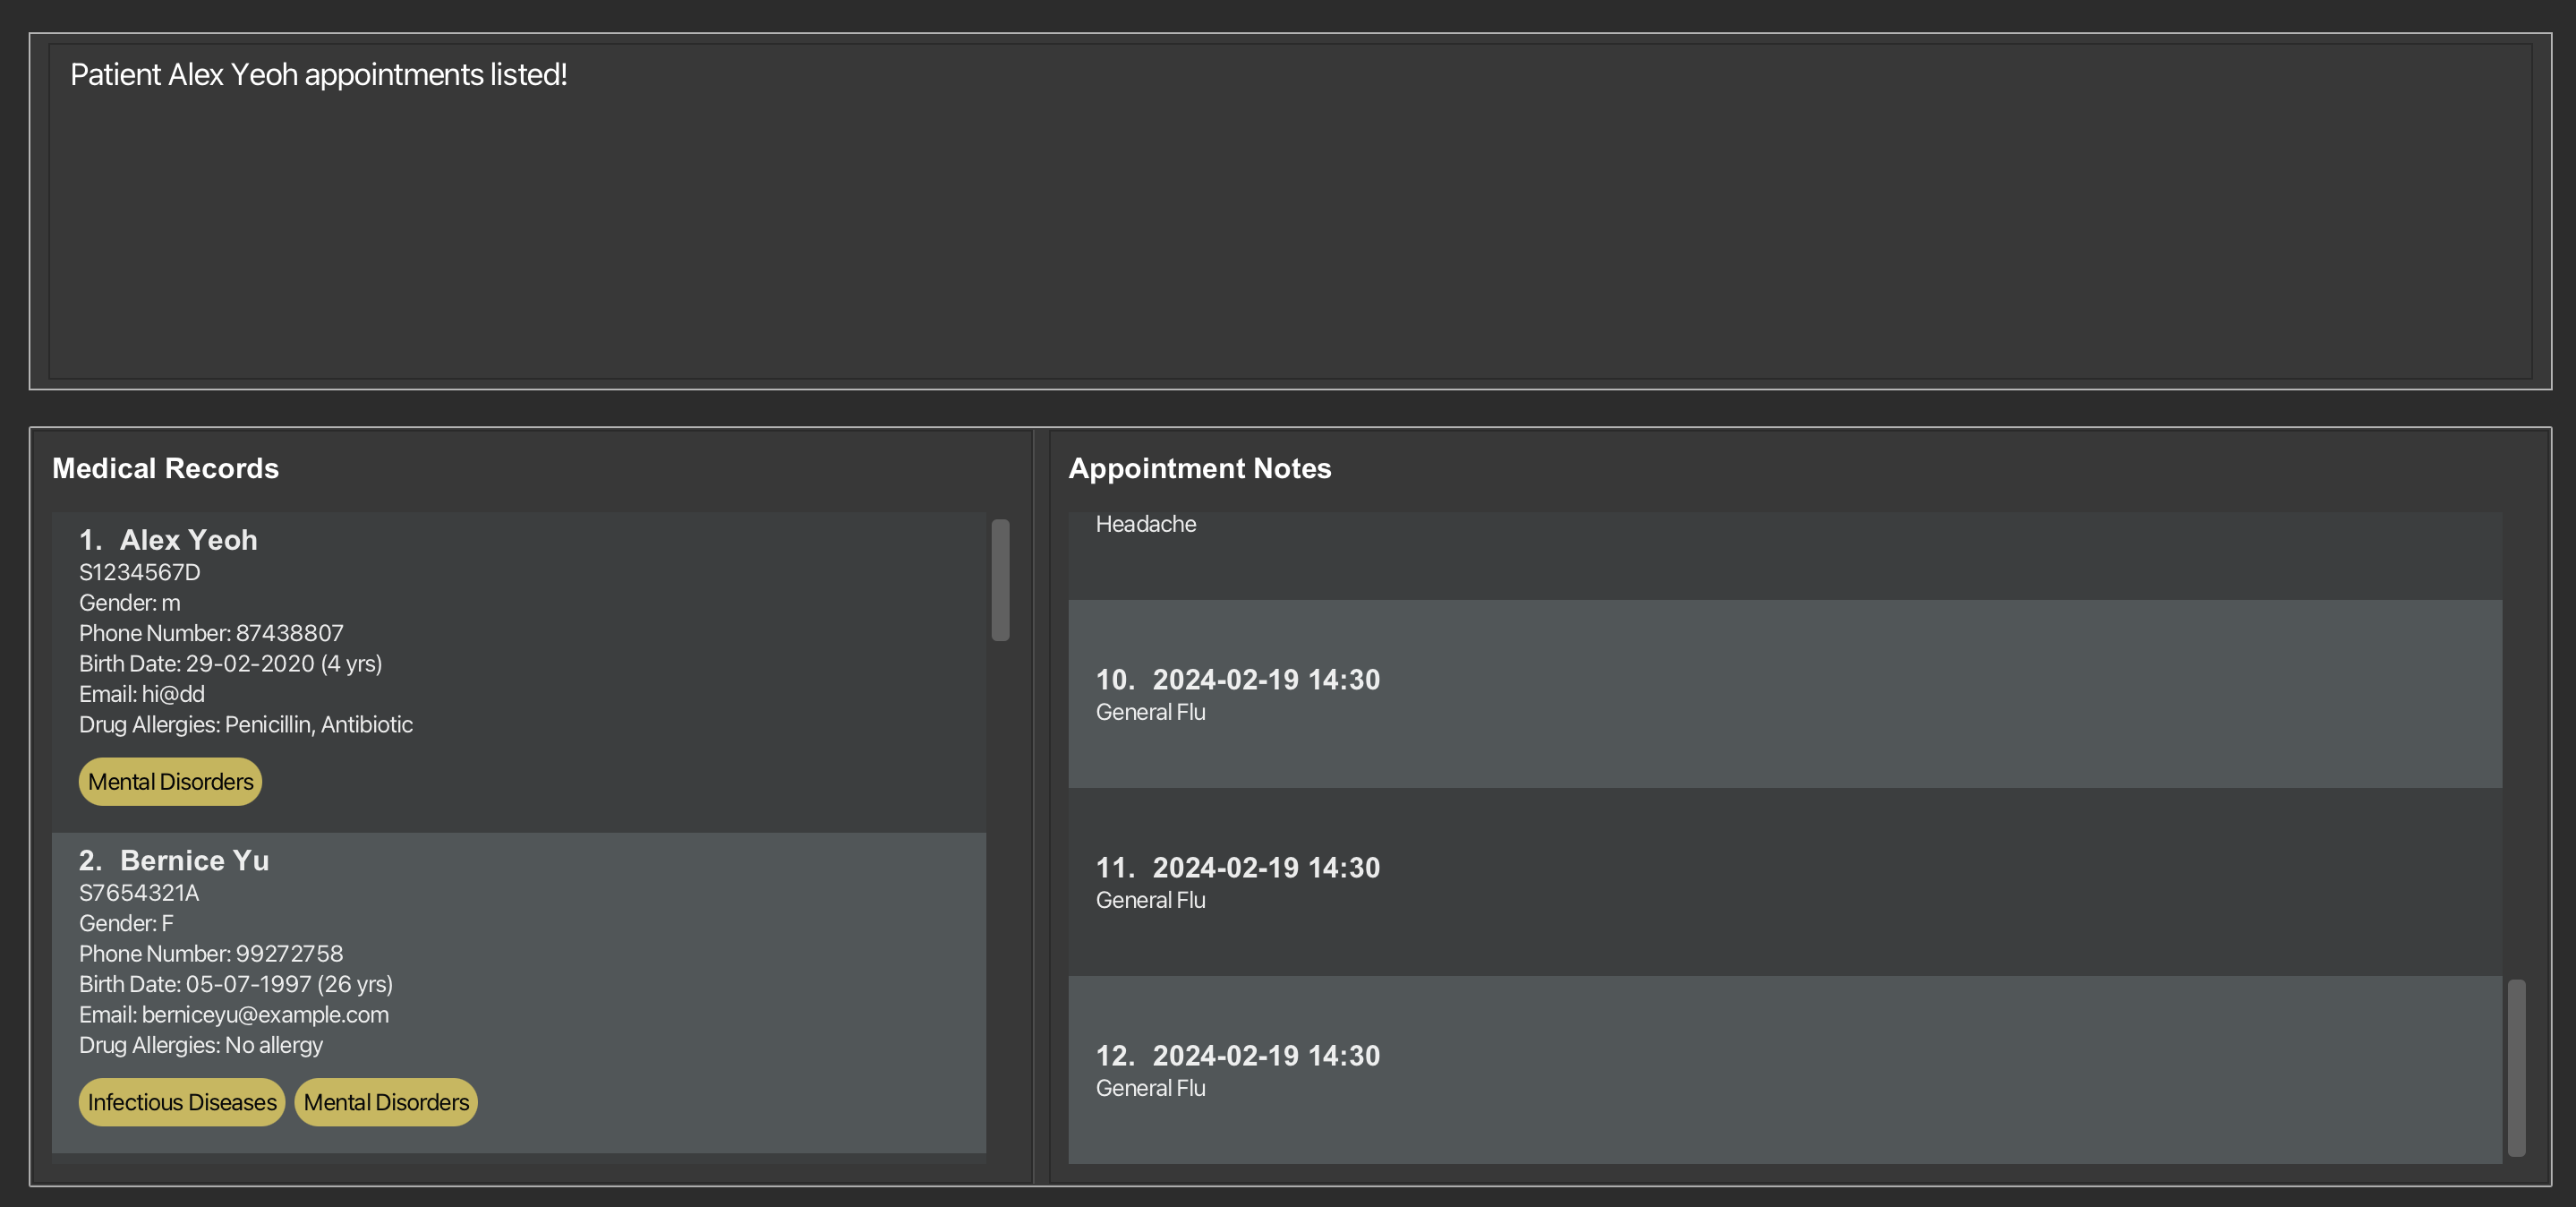 Patient Alex Yeoh appointments listed!
Medical Records
1. Alex Yeoh
S1234567D
Gender: m
Phone Number: 87438807
Birth Date: 29-02-2020 (4 yrs)
Email: hi@dd
Drug Allergies: Penicillin, Antibiotic
Mental Disorders
2. Bernice Yu
S7654321A
Gender: F
Phone Number: 99272758
Birth Date: 05-07-1997 (26 yrs)
Email: berniceyu@example.com
Drug Allergies: No allergy
Infectious Diseases Mental Disorders
Appointment Notes
Headache
10. 2024-02-19 14:30
General Flu
11. 2024-02-19 14:30
General Flu
12. 2024-02-19 14:30
General Flu